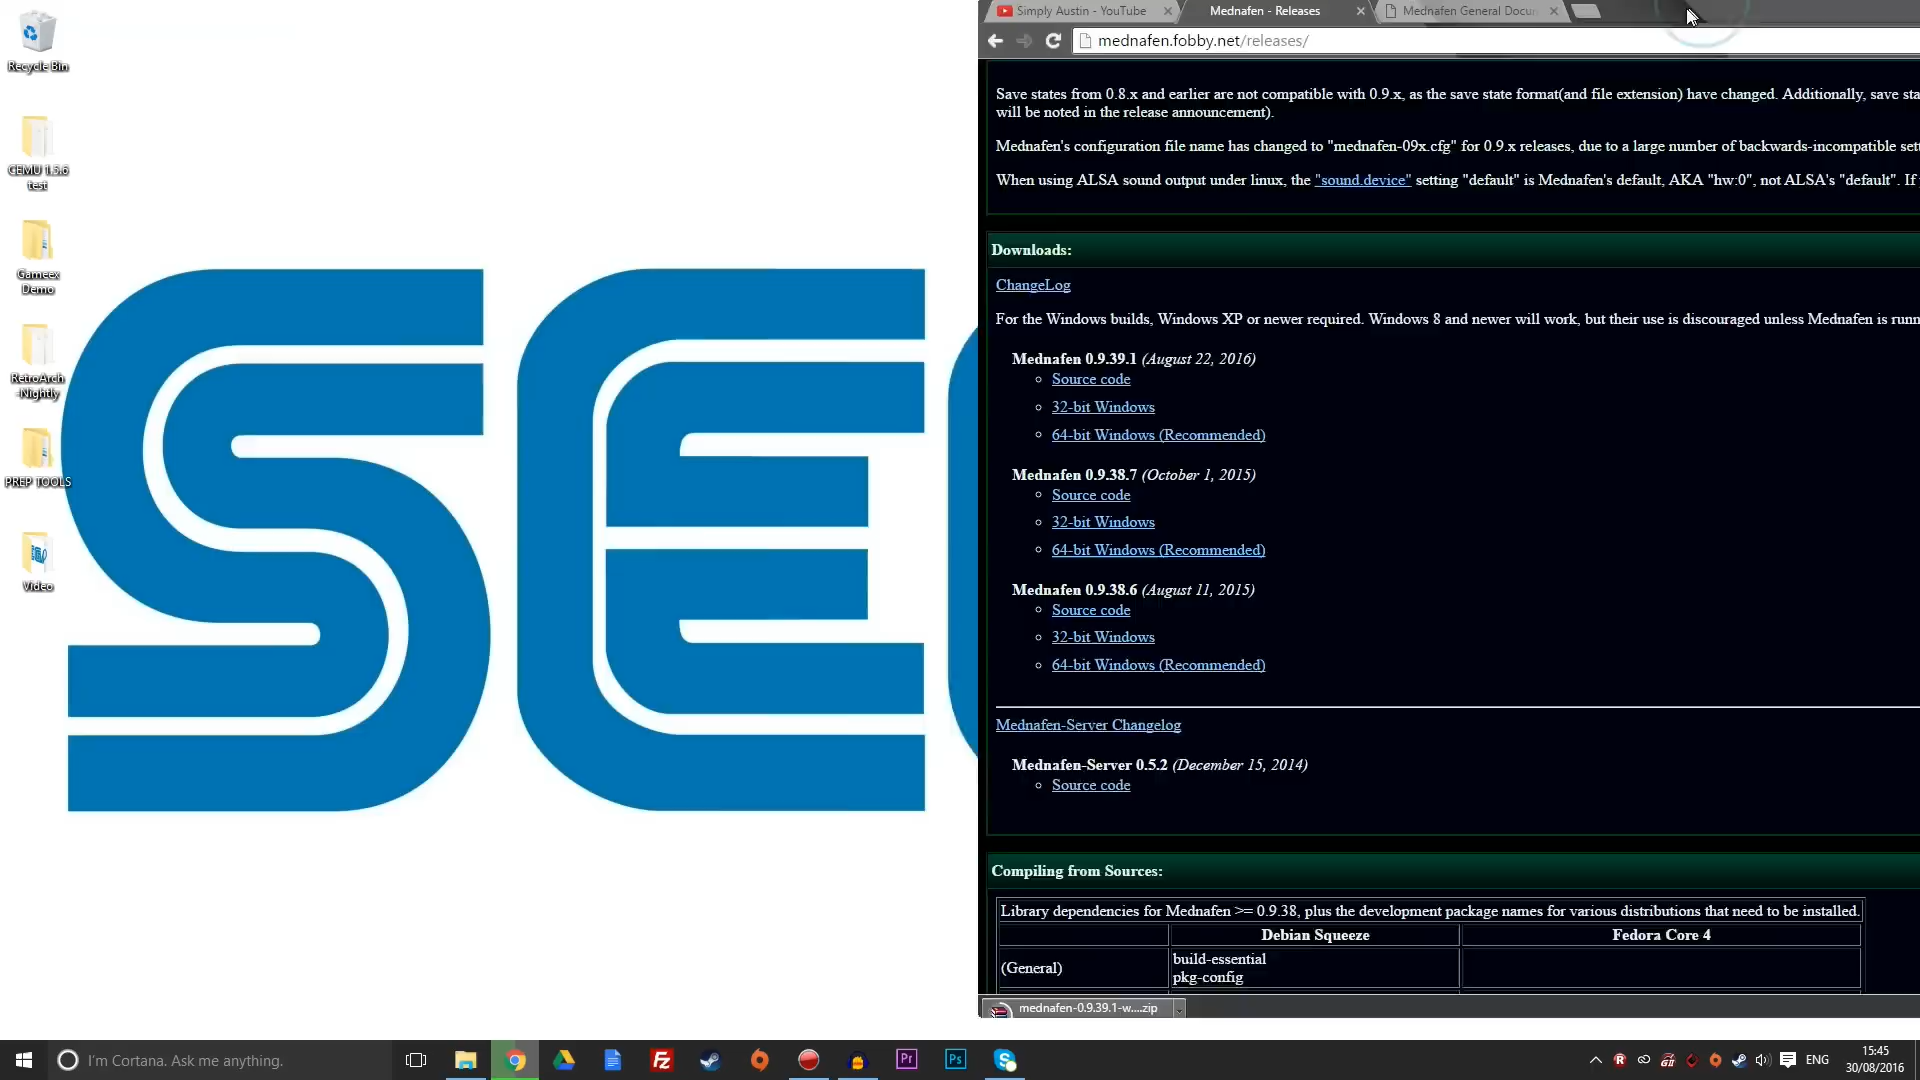 Recycle Bin
CEMU 1.5.6
test
Gameex
Demo
RetroArch
-Nightly
PREP TOOLS
Video
SE
Simply Austin - YouTube
Mednafen - Releases
Mednafen General Docu
mednafen.fobby.net/releases/
Save states from 0.8.x and earlier are not compatible with 0.9.x, as the save state format(and file extension) have changed. Additionally, save sta
will be noted in the release announcement).
Mednafen's configuration file name has changed to "mednafen-09x.cfg" for 0.9.x releases, due to a large number of backwards-incompatible set
When using ALSA sound output under linux, the "sound.device" setting "default" is Mednafen's default, AKA "hw:0", not ALSA's "default". If
Downloads:
ChangeLog
For the Windows builds, Windows XP or newer required. Windows 8 and newer will work, but their use is discouraged unless Mednafen is runn
Mednafen 0.9.39.1 (August 22, 2016)
Source code
32-bit Windows
64-bit Windows (Recommended)
Mednafen 0.9.38.7 (October 1, 2015)
Source code
32-bit Windows
64-bit Windows (Recommended)
Mednafen 0.9.38.6 (August 11, 2015)
Source code
32-bit Windows
64-bit Windows (Recommended)
Mednafen-Server Changelog
Mednafen-Server 0.5.2 (December 15, 2014)
Source code
Compiling from Sources:
Library dependencies for Mednafen >= 0.9.38, plus the development package names for various distributions that need to be installed.
Debian Squeeze Fedora Core 4
(General) build-essential
pkg-config
mednafen-0.9.39.1-w....zip
I'm Cortana. Ask me anything.
Fz
Pr
Ps
ENG
15:45
30/08/2016